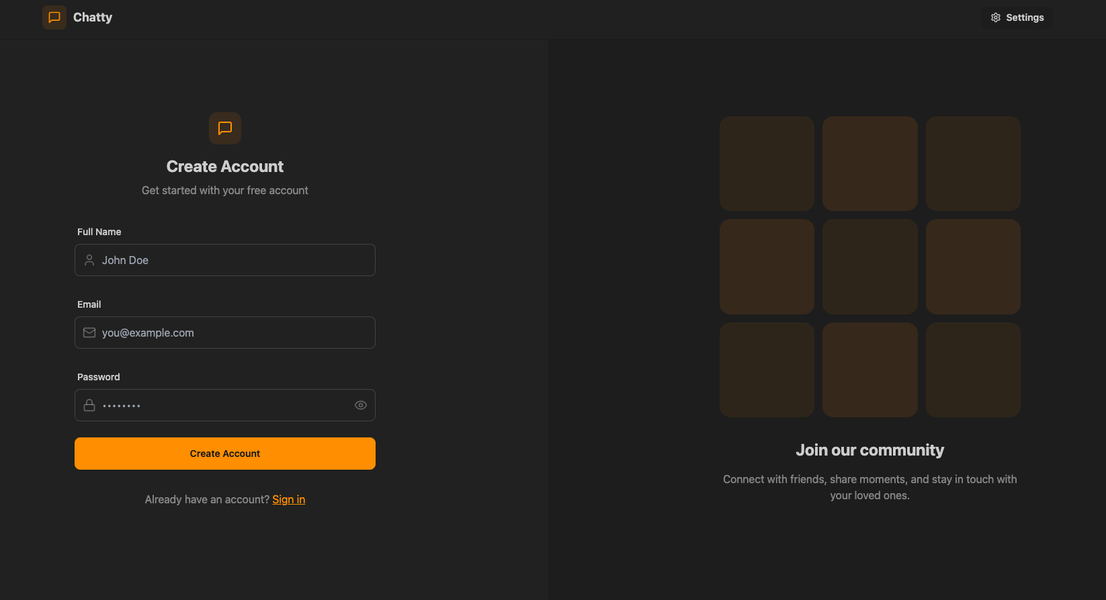 Chatty
Settings
Create Account
Get started with your free account
Full Name
John Doe
Email
you@example.com
Password
••••••••
Create Account
Already have an account? Sign in
Join our community
Connect with friends, share moments, and stay in touch with
your loved ones.